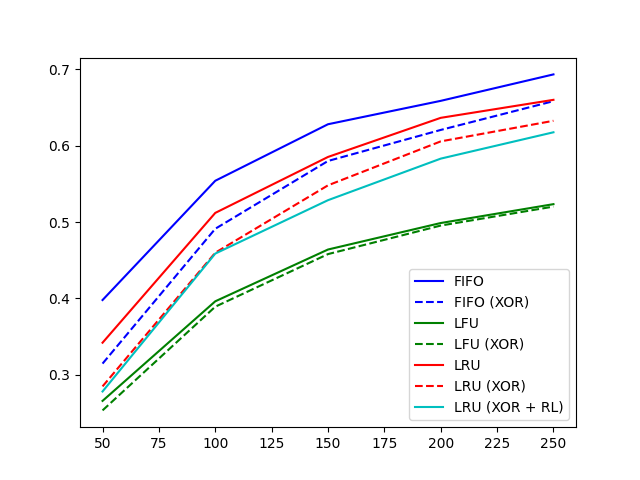 0.7
0.6
0.5
0.4
0.3
50
75
100
125
150
175
200
225
250
FIFO
FIFO (XOR)
LFU
LFU (XOR)
LRU
LRU (XOR)
LRU (XOR + RL)